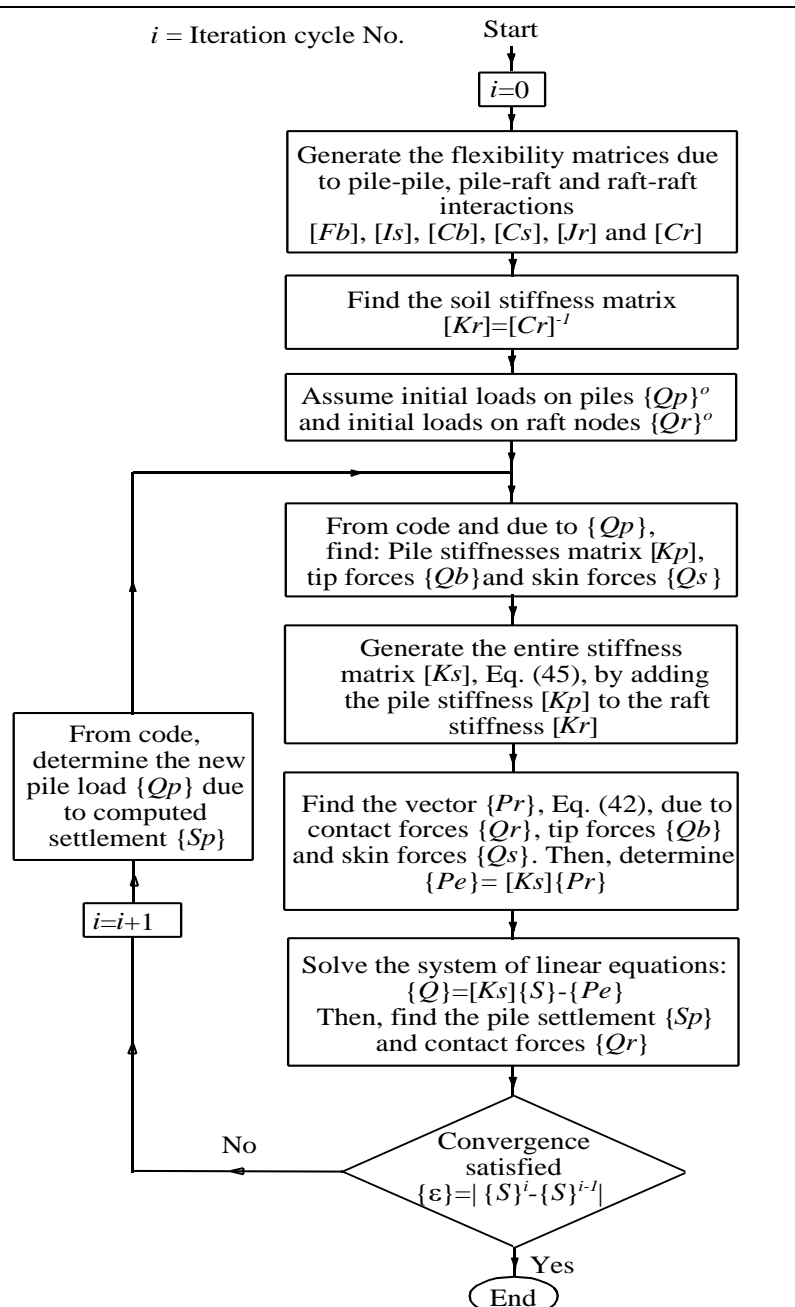 i = Iteration cycle No.
Start
i=0
Generate the flexibility matrices due
to pile-pile, pile-raft and raft-raft
interactions
[Fb], [Is], [Cb], [Cs], [Jr] and [Cr]
Find the soil stiffness matrix
[Kr]=[Cr]-1
Assume initial loads on piles {Qp}o
and initial loads on raft nodes {Qr}o
From code and due to {Qp},
find: Pile stiffnesses matrix [Kp],
tip forces {Qb}and skin forces {Qs}
Generate the entire stiffness
matrix [Ks], Eq. (45), by adding
the pile stiffness [Kp] to the raft
stiffness [Kr]
From code,
determine the new
pile load {Qp} due
to computed
settlement {Sp}
Find the vector {Pr}, Eq. (42), due to
contact forces {Qr}, tip forces {Qb}
and skin forces {Qs}. Then, determine
{Pe}= [Ks]{Pr}
i=i+1
Solve the system of linear equations:
{Q}=[Ks]{S}-{Pe}
Then, find the pile settlement {Sp}
and contact forces {Qr}
No
Convergence
satisfied
{ε}=| {S}i-{S}i-1|
Yes
End